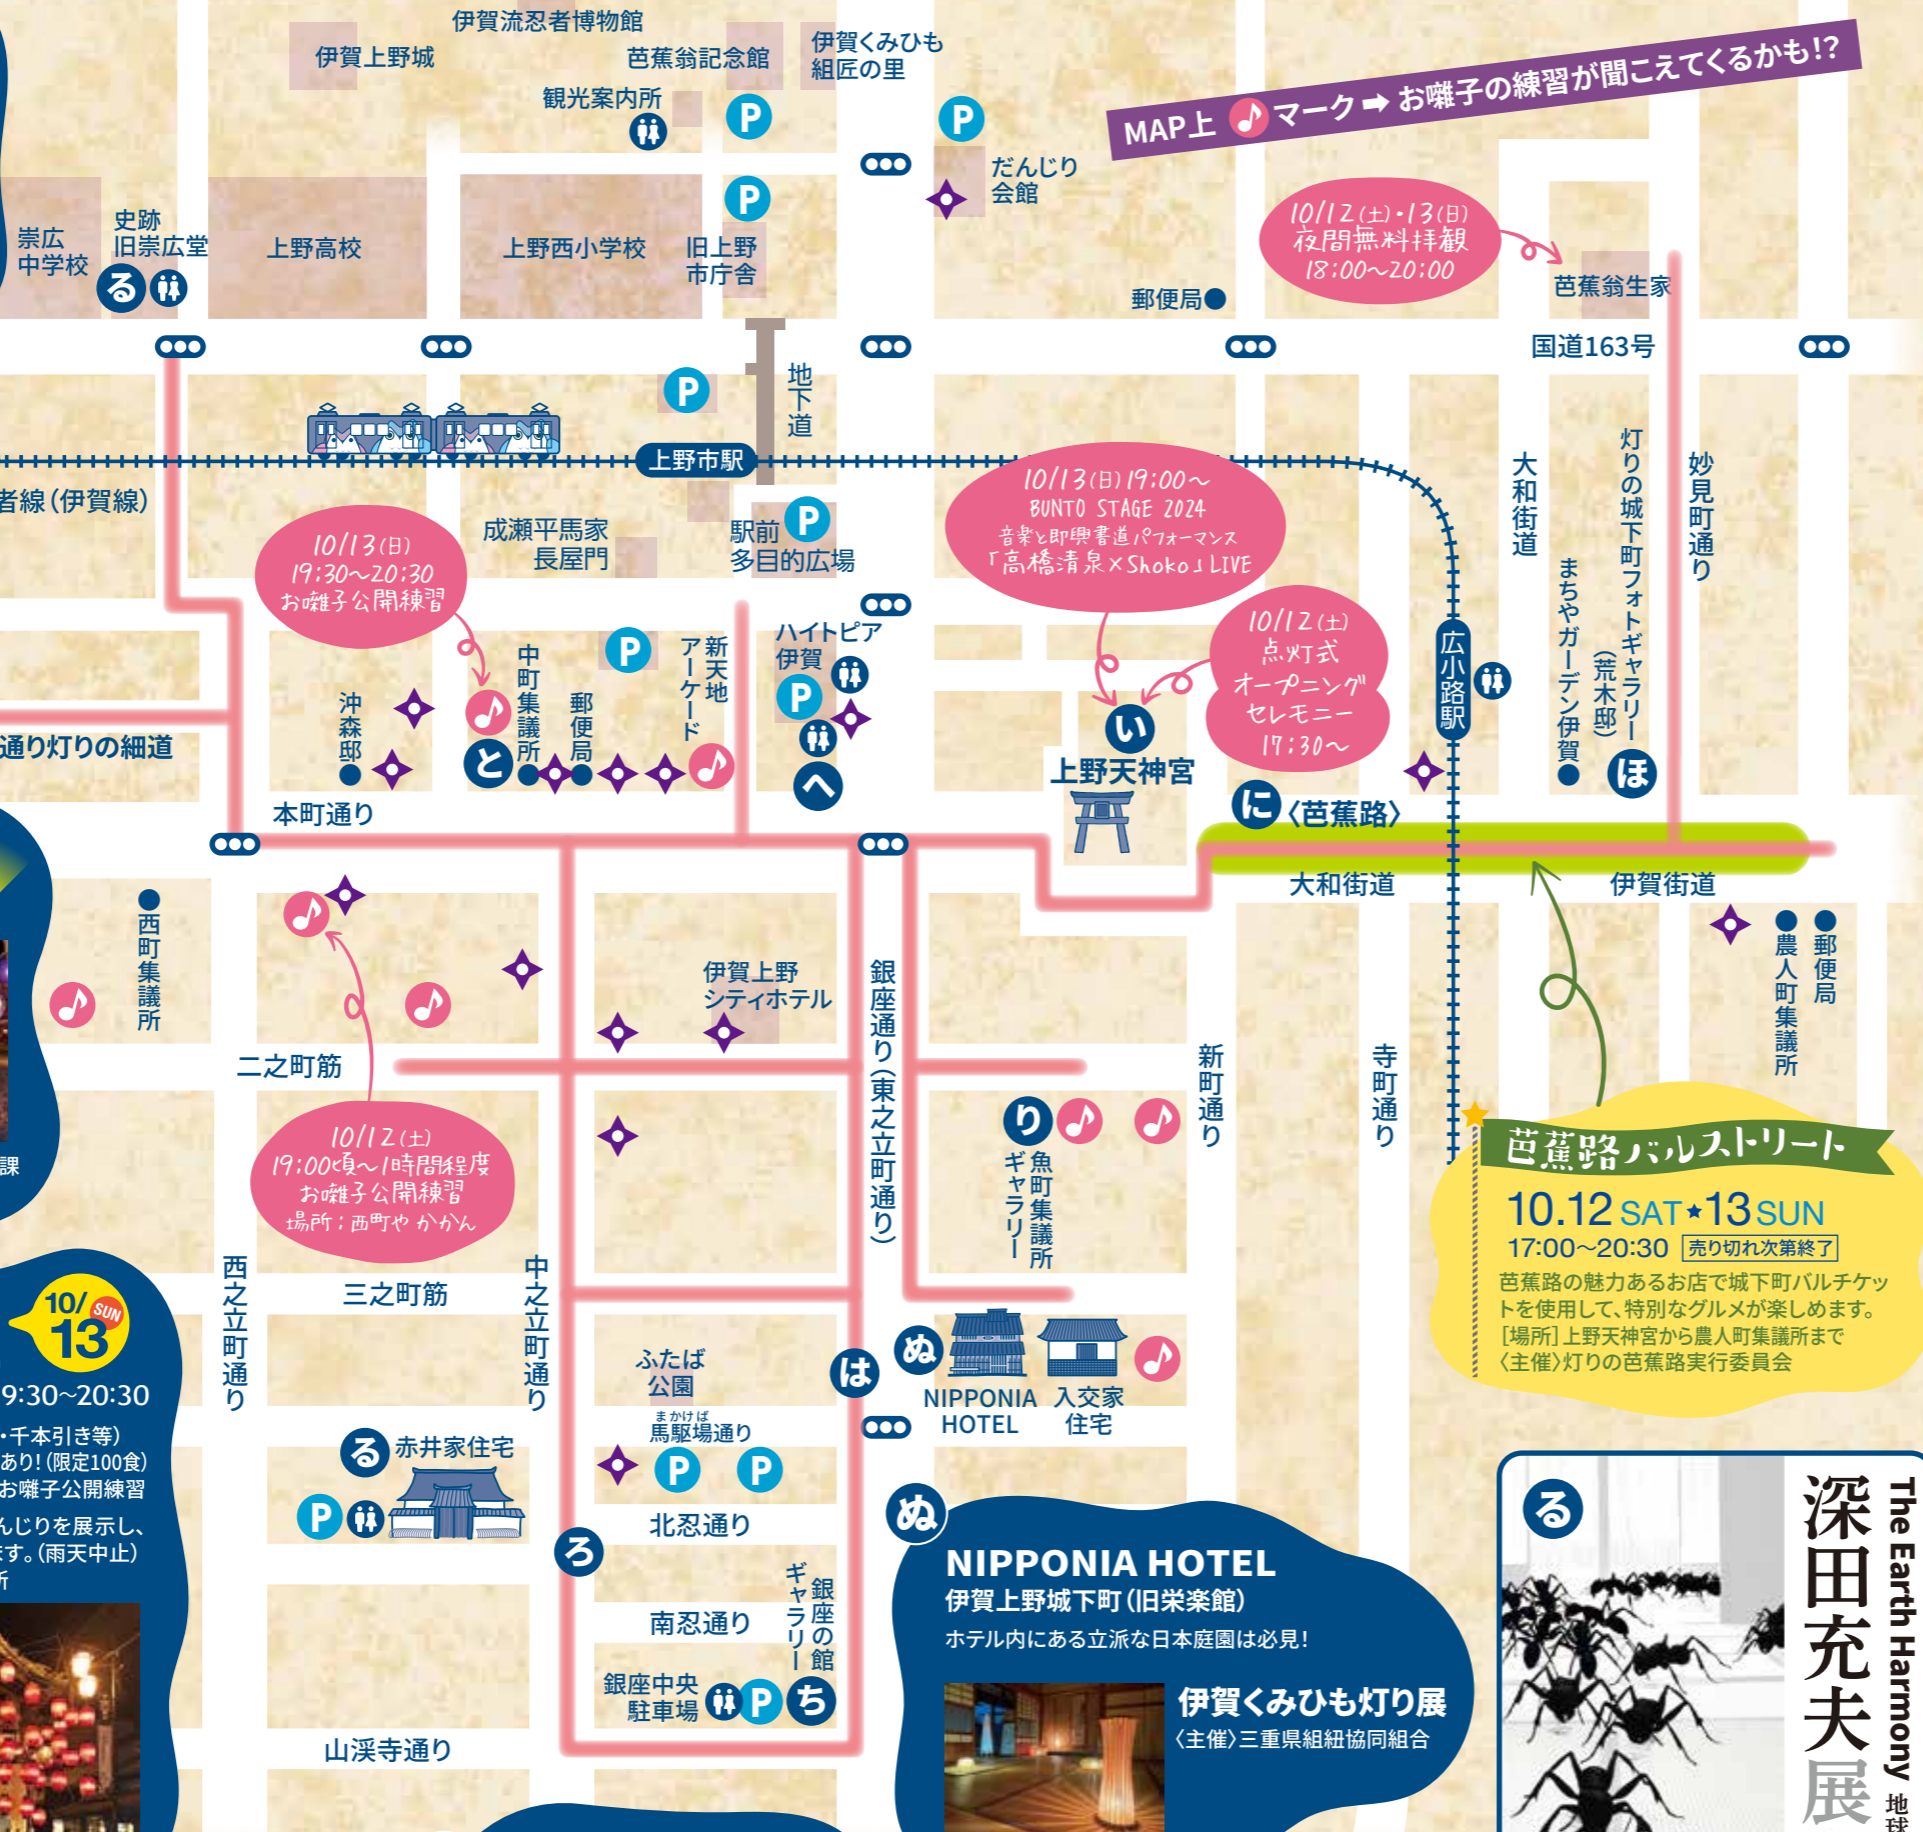 伊賀流忍者博物館
伊賀上野城
芭蕉翁記念館
伊賀くみひも
組匠の里
観光案内所
P
P
MAP上 ♪ マーク➡お囃子の練習が聞こえてくるかも!?
だんじり
会館
崇広
中学校
史跡
旧崇広堂
る
上野高校
上野西小学校
P
旧上野
市庁舎
10/12(土)・13(日)
夜間無料拝観
18:00〜20:00
郵便局
芭蕉翁生家
国道163号
地下道
P
上野市駅
者線(伊賀線)
成瀬平馬家
長屋門
駅前
多目的広場
P
10/13(日)
19:30〜20:30
お囃子公開練習
10/13(日)19:00〜
BUNTO STAGE 2024
音楽と即興書道パフォーマンス
「高橋清泉×Shoko」LIVE
10/12(土)
点灯式
オープニング
セレモニー
17:30〜
大和街道
灯りの城下町フォトギャラリー
(荒木邸)
ほ
まちやガーデン伊賀
妙見町通り
広小路駅
通り灯りの細道
沖森邸
と
中町集議所
郵便局
P
新天地
アーケード
ハイトピア
伊賀
P
へ
い
上野天神宮
に
〈芭蕉路〉
本町通り
大和街道
伊賀街道
西町集議所
伊賀上野
シティホテル
銀座通り(東之立町通り)
農人町集議所
郵便局
二之町筋
新町通り
寺町通り
10/12(土)
19:00頃〜1時間程度
お囃子公開練習
場所:西町や かかん
り
魚町集議所
ギャラリー
芭蕉路バルストリート
10.12 SAT★13 SUN
17:00〜20:30 売り切れ次第終了
芭蕉路の魅力あるお店で城下町バルチケッ
トを使用して、特別なグルメが楽しめます。
[場所]上野天神宮から農人町集議所まで
〈主催〉灯りの芭蕉路実行委員会
課
西之立町通り
三之町筋
中之立町通り
ふたば
公園
は
ぬ
NIPPONIA
HOTEL
入交家
住宅
まかけば
馬駆場通り
P
P
る
赤井家住宅
P
北忍通り
ろ
南忍通り
銀座の館
ギャラリー
銀座中央
駐車場
P
ち
山渓寺通り
10/
13
SUN
9:30〜20:30
・千本引き等)
あり!(限定100食)
お囃子公開練習
んじりを展示し、
ます。(雨天中止)
所
ぬ
NIPPONIA HOTEL
伊賀上野城下町(旧栄楽館)
ホテル内にある立派な日本庭園は必見!
伊賀くみひも灯り展
〈主催〉三重県組紐協同組合
る
深田充夫展
The Earth Harmony 地球